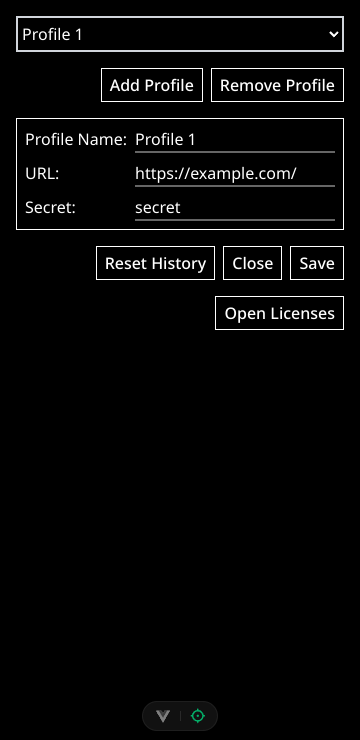 Profile 1
Add Profile Remove Profile
Profile Name: Profile 1
URL: https://example.com/
Secret: secret
Reset History Close Save
Open Licenses